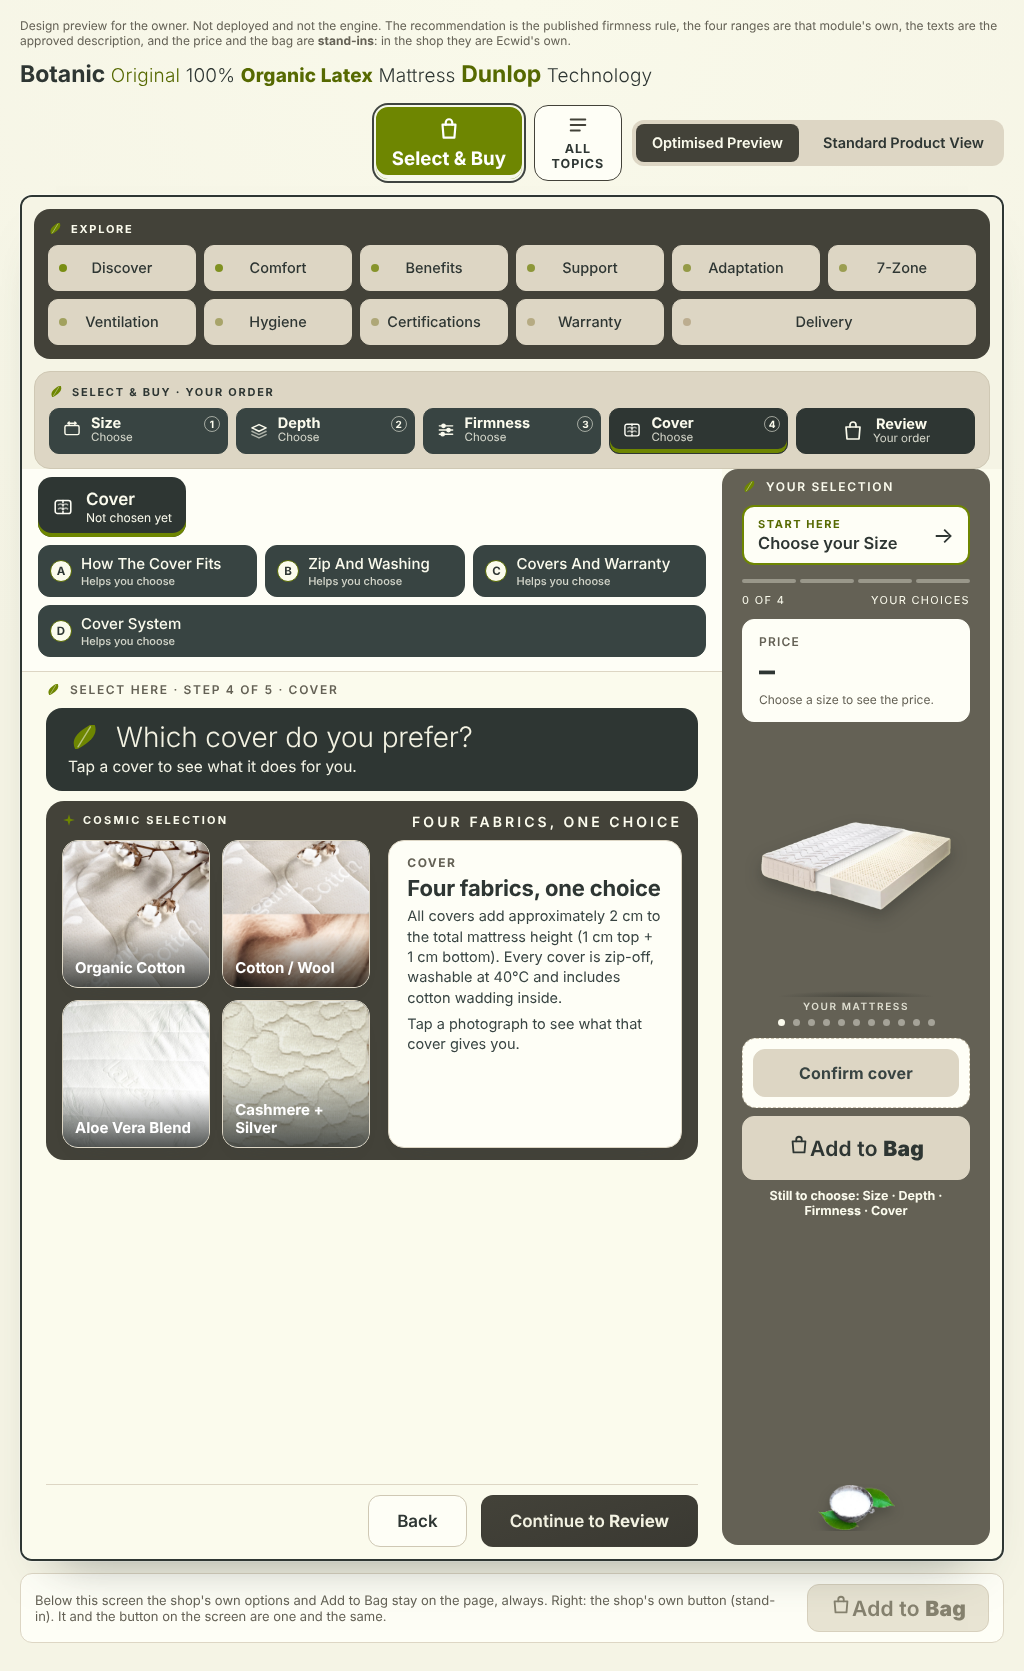 Design preview for the owner. Not deployed and not the engine. The recommendation is the published firmness rule, the four ranges are that module's own, the texts are the
approved description, and the price and the bag are stand-ins: in the shop they are Ecwid's own.
Botanic Original 100% Organic Latex Mattress Dunlop Technology
Select & Buy
ALL
TOPICS
Optimised Preview
Standard Product View
EXPLORE
Discover
Comfort
Benefits
Support
Adaptation
7-Zone
Ventilation
Hygiene
Certifications
Warranty
Delivery
SELECT & BUY · YOUR ORDER
Size
Choose
1
Depth
Choose
2
Firmness
Choose
3
Cover
Choose
4
Review
Your order
Cover
Not chosen yet
A
How The Cover Fits
Helps you choose
B
Zip And Washing
Helps you choose
C
Covers And Warranty
Helps you choose
D
Cover System
Helps you choose
SELECT HERE · STEP 4 OF 5 · COVER
Which cover do you prefer?
Tap a cover to see what it does for you.
COSMIC SELECTION
FOUR FABRICS, ONE CHOICE
Organic Cotton
Cotton / Wool
Aloe Vera Blend
Cashmere +
Silver
COVER
Four fabrics, one choice
All covers add approximately 2 cm to
the total mattress height (1 cm top +
1 cm bottom). Every cover is zip-off,
washable at 40°C and includes
cotton wadding inside.
Tap a photograph to see what that
cover gives you.
Back
Continue to Review
YOUR SELECTION
START HERE
Choose your Size
0 OF 4
YOUR CHOICES
PRICE
–
Choose a size to see the price.
YOUR MATTRESS
Confirm cover
Add to Bag
Still to choose: Size · Depth ·
Firmness · Cover
Below this screen the shop's own options and Add to Bag stay on the page, always. Right: the shop's own button (stand-
in). It and the button on the screen are one and the same.
Add to Bag